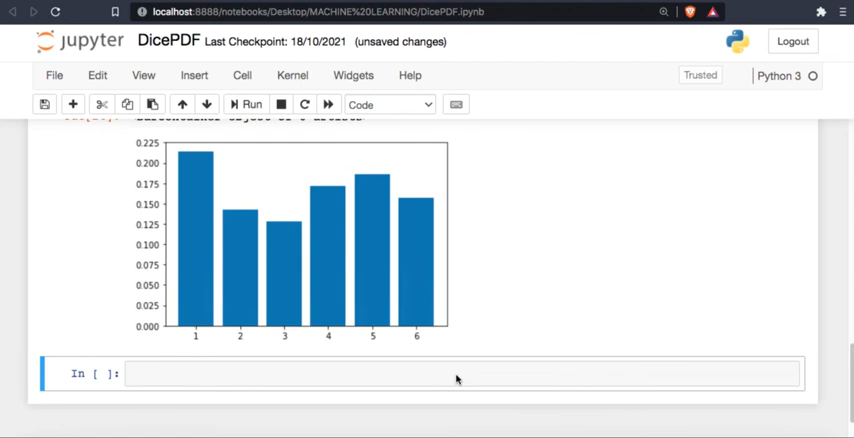 localhost:8888/notebooks/Desktop/MACHINE%20LEARNING/DicePDF.ipynb
jupyter DicePDF Last Checkpoint: 18/10/2021 (unsaved changes)
Logout
File Edit View Insert Cell Kernel Widgets Help
Trusted
Python 3
Run
Code
0.225
0.200
0.175
0.150
0.125
0.100
0.075
0.050
0.025
0.000
1 2 3 4 5 6
In [ ]: